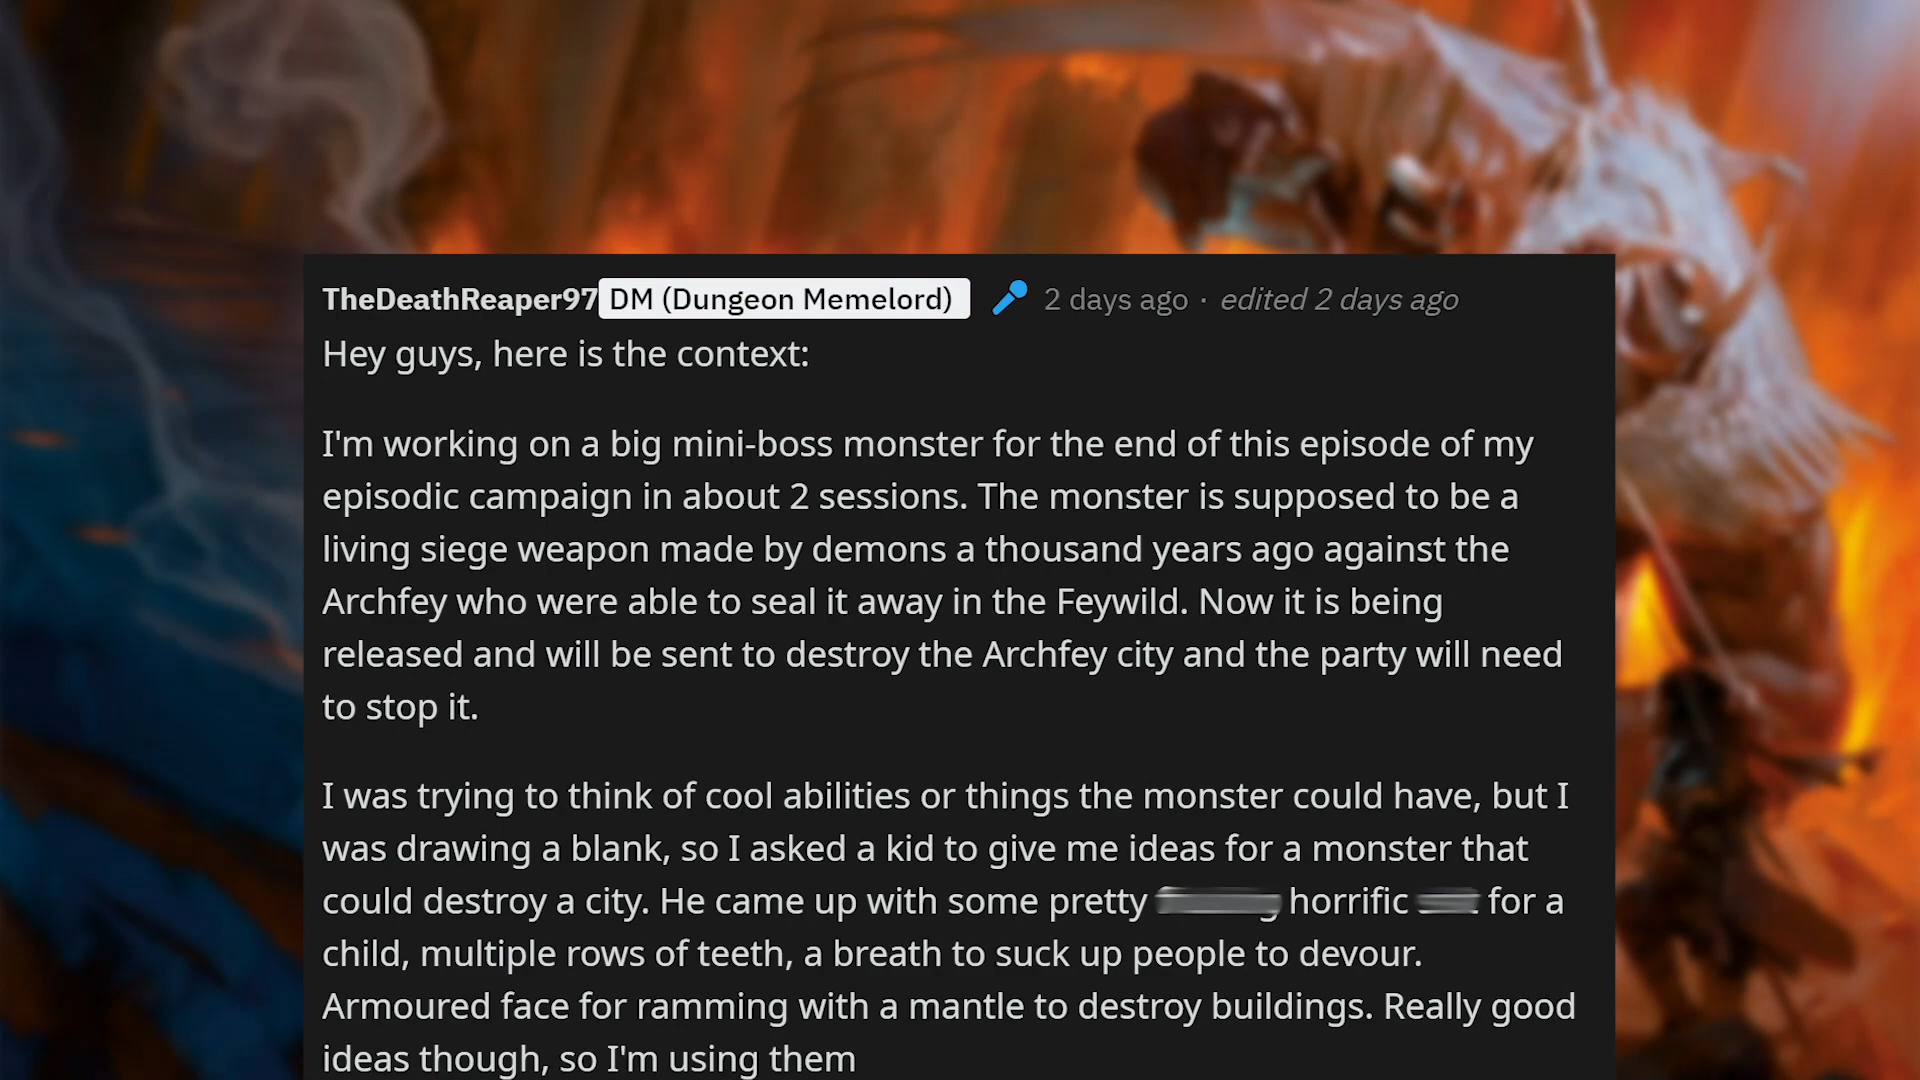 TheDeathReaper97 DM (Dungeon Memelord) 2 days ago · edited 2 days ago
Hey guys, here is the context:
I'm working on a big mini-boss monster for the end of this episode of my
episodic campaign in about 2 sessions. The monster is supposed to be a
living siege weapon made by demons a thousand years ago against the
Archfey who were able to seal it away in the Feywild. Now it is being
released and will be sent to destroy the Archfey city and the party will need
to stop it.
I was trying to think of cool abilities or things the monster could have, but I
was drawing a blank, so I asked a kid to give me ideas for a monster that
could destroy a city. He came up with some pretty horrific for a
child, multiple rows of teeth, a breath to suck up people to devour.
Armoured face for ramming with a mantle to destroy buildings. Really good
ideas though, so I'm using them